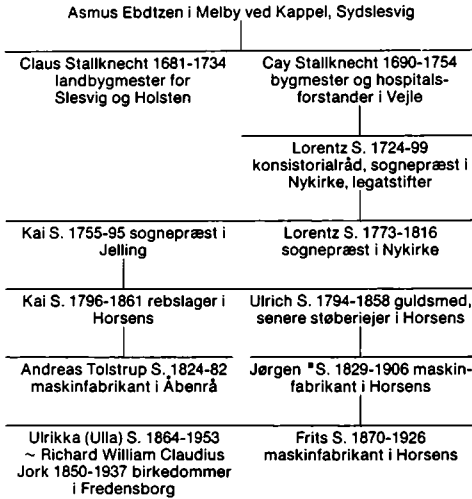 Asmus Ebdtzen i Melby ved Kappel, Sydslesvig
Claus Stallknecht 1681-1734
landbygmester for
Slesvig og Holsten
Cay Stallknecht 1690-1754
bygmester og hospitals-
forstander i Vejle
Lorentz S. 1724-99
konsistorialråd, sognepræst i
Nykirke, legatstifter
Kai S. 1755-95 sognepræst i
Jelling
Lorentz S. 1773-1816
sognepræst i Nykirke
Kai S. 1796-1861 rebslager i
Horsens
Ulrich S. 1794-1858 guldsmed,
senere støberiejer i Horsens
Andreas Tolstrup S. 1824-82
maskinfabrikant i Åbenrå
Jørgen *S. 1829-1906 maskin-
fabrikant i Horsens
Ulrikka (Ulla) S. 1864-1953
~ Richard William Claudius
Jork 1850-1937 birkedommer
i Fredensborg
Frits S. 1870-1926
maskinfabrikant i Horsens